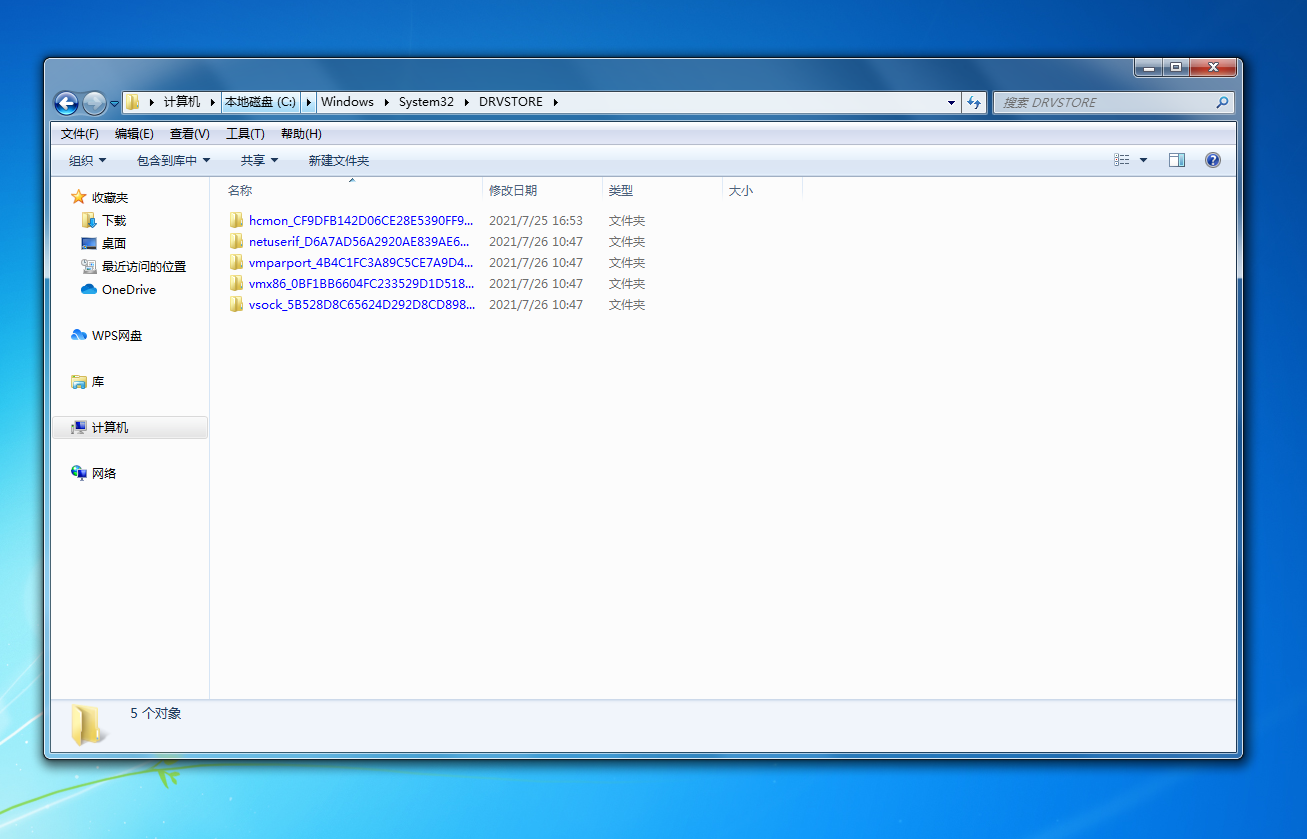 计算机 本地磁盘 (C:) Windows System32 DRVSTORE 搜索 DRVSTORE
文件(F) 编辑(E) 查看(V) 工具(T) 帮助(H)
组织 包含到库中 共享 新建文件夹
收藏夹
下载
桌面
最近访问的位置
OneDrive
WPS网盘
库
计算机
网络
名称 修改日期 类型 大小
hcmon_CF9DFB142D06CE28E5390FF9... 2021/7/25 16:53 文件夹
netuserif_D6A7AD56A2920AE839AE6... 2021/7/26 10:47 文件夹
vmparport_4B4C1FC3A89C5CE7A9D4... 2021/7/26 10:47 文件夹
vmx86_0BF1BB6604FC233529D1D518... 2021/7/26 10:47 文件夹
vsock_5B528D8C65624D292D8CD898... 2021/7/26 10:47 文件夹
5 个对象